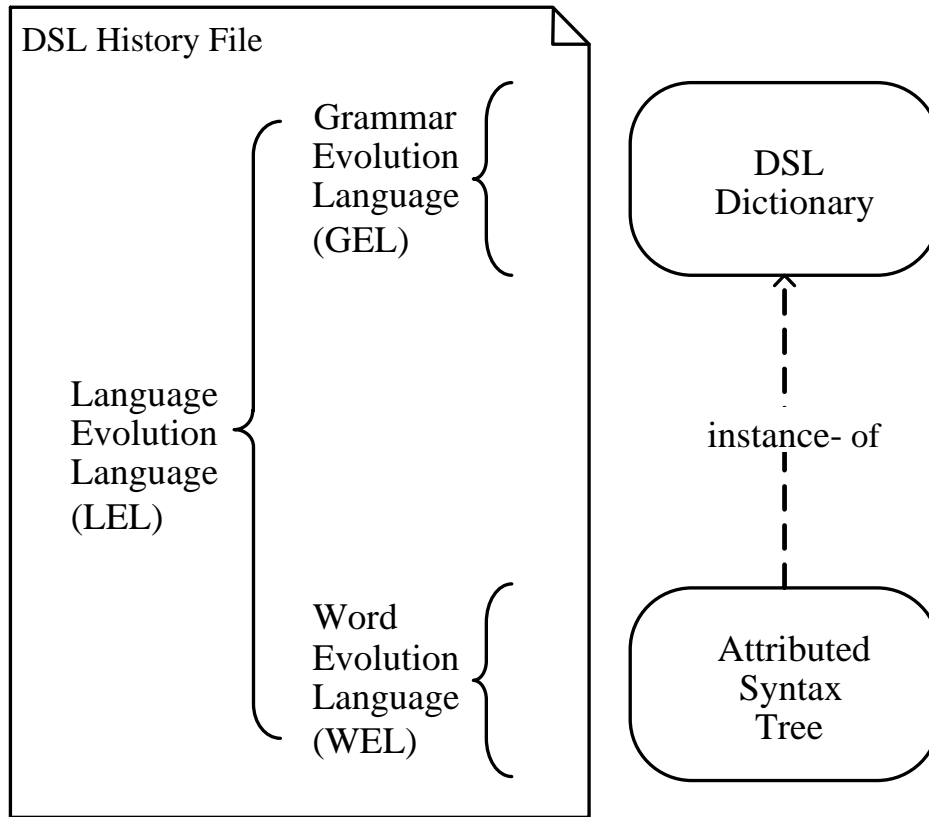 DSL History File
Grammar
Evolution
Language
(GEL)
DSL
Dictionary
Language
Evolution
Language
(LEL)
instance- of
Word
Evolution
Language
(WEL)
Attributed
Syntax
Tree